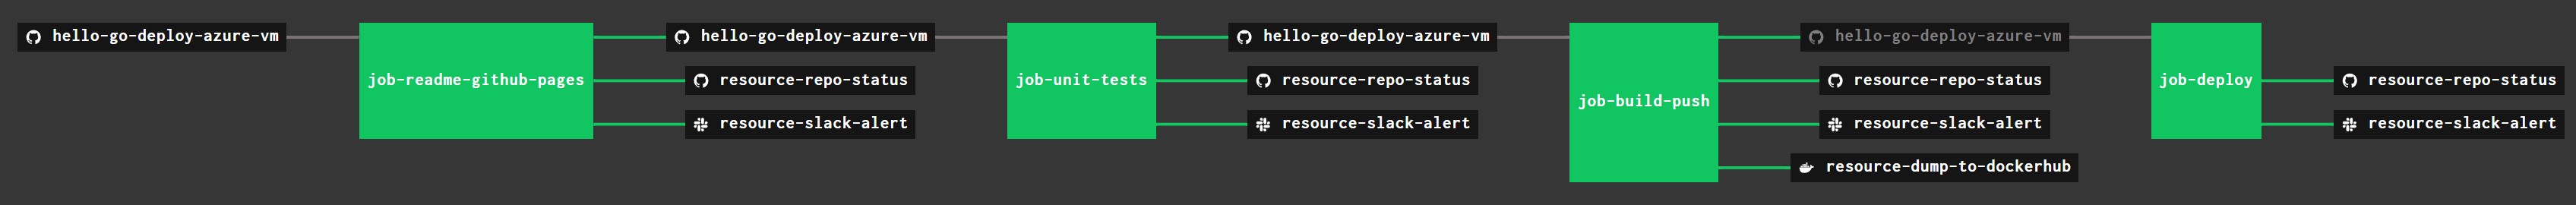 hello-go-deploy-azure-vm
job-readme-github-pages
hello-go-deploy-azure-vm
resource-repo-status
resource-slack-alert
job-unit-tests
hello-go-deploy-azure-vm
resource-repo-status
resource-slack-alert
job-build-push
hello-go-deploy-azure-vm
resource-repo-status
resource-slack-alert
resource-dump-to-dockerhub
job-deploy
resource-repo-status
resource-slack-alert